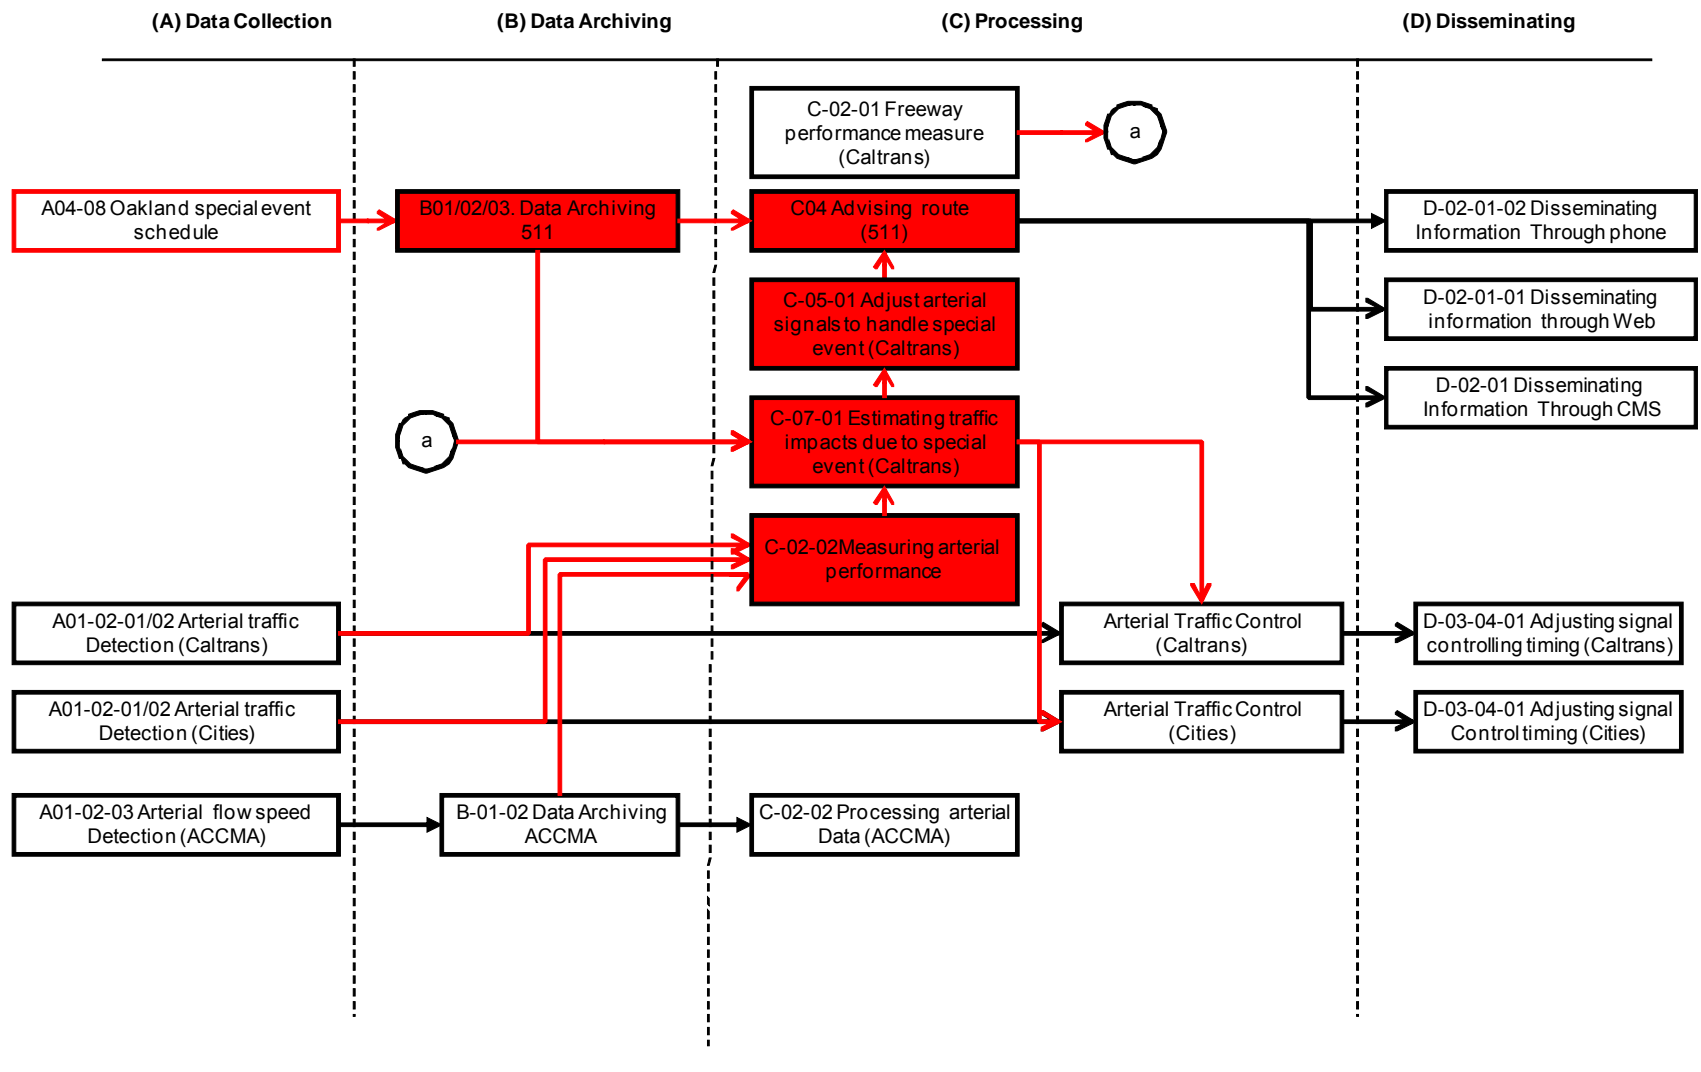 (A) Data Collection
(B) Data Archiving
(C) Processing
(D) Disseminating
C-02-01 Freeway
performance measure
(Caltrans)
a
A04-08 Oakland special event
schedule
B01/02/03. Data Archiving
511
C04 Advising route
(511)
D-02-01-02 Disseminating
Information Through phone
C-05-01 Adjust arterial
signals to handle special
event (Caltrans)
D-02-01-01 Disseminating
information through Web
D-02-01 Disseminating
Information Through CMS
a
C-07-01 Estimating traffic
impacts due to special
event (Caltrans)
C-02-02 Measuring arterial
performance
A01-02-01/02 Arterial traffic
Detection (Caltrans)
Arterial Traffic Control
(Caltrans)
D-03-04-01 Adjusting signal
controlling timing (Caltrans)
A01-02-01/02 Arterial traffic
Detection (Cities)
Arterial Traffic Control
(Cities)
D-03-04-01 Adjusting signal
Control timing (Cities)
A01-02-03 Arterial flow speed
Detection (ACCMA)
B-01-02 Data Archiving
ACCMA
C-02-02 Processing arterial
Data (ACCMA)